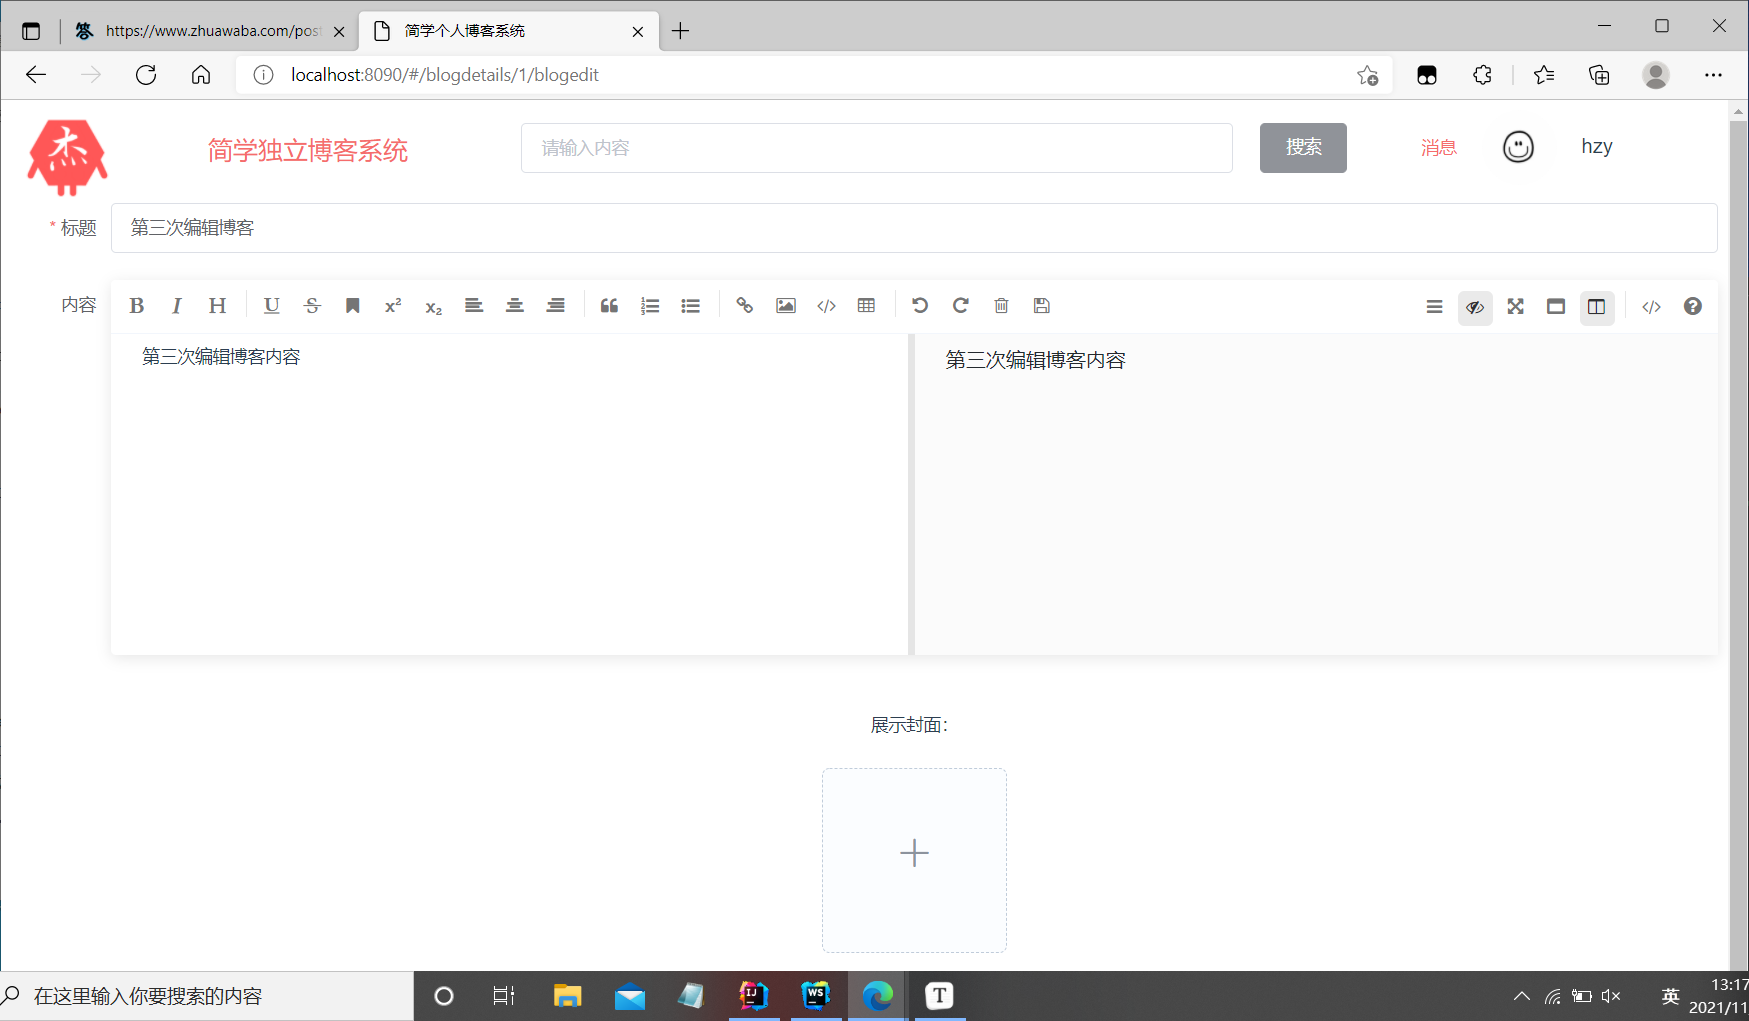 https://www.zhuawaba.com/post
简学个人博客系统
localhost:8090/#/blogdetails/1/blogedit
杰
简学独立博客系统
请输入内容
搜索
消息
hzy
* 标题
第三次编辑博客
内容
第三次编辑博客内容
第三次编辑博客内容
展示封面：
在这里输入你要搜索的内容
英
13:17
2021/11